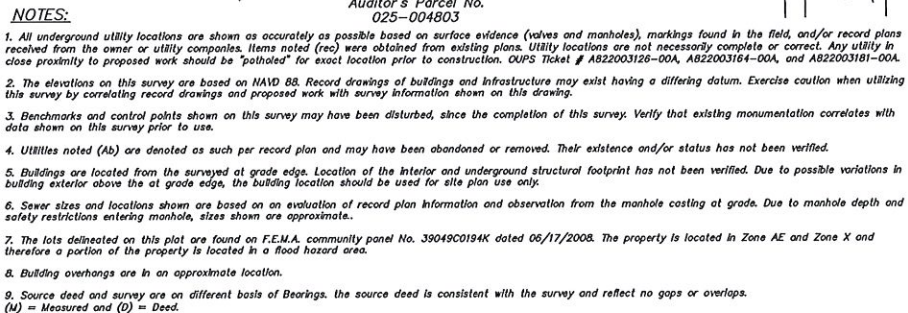 Auditor's Parcel No.
025-004803
NOTES:
1. All underground utility locations are shown as accurately as possible based on surface evidence (valves and manholes), markings found in the field, and/or record plans
received from the owner or utility companies. Items noted (rec) were obtained from existing plans. Utility locations are not necessarily complete or correct. Any utility in
close proximity to proposed work should be "potholed" for exact location prior to construction. OUPS Ticket # A822003126-00A, A822003164-00A, and A822003181-00A.
2. The elevations on this survey are based on NAVD 88. Record drawings of buildings and infrastructure may exist having a differing datum. Exercise caution when utilizing
this survey by correlating record drawings and proposed work with survey information shown on this drawing.
3. Benchmarks and control points shown on this survey may have been disturbed, since the completion of this survey. Verify that existing monumentation correlates with
data shown on this survey prior to use.
4. Utilities noted (Ab) are denoted as such per record plan and may have been abandoned or removed. Their existence and/or status has not been verified.
5. Buildings are located from the surveyed at grade edge. Location of the interior and underground structural footprint has not been verified. Due to possible variations in
building exterior above the at grade edge, the building location should be used for site plan use only.
6. Sewer sizes and locations shown are based on an evaluation of record plan information and observation from the manhole casting at grade. Due to manhole depth and
safety restrictions entering manhole, sizes shown are approximate..
7. The lots delineated on this plat are found on F.E.M.A. community panel No. 39049C0194K dated 06/17/2008. The property is located in Zone AE and Zone X and
therefore a portion of the property is located in a flood hazard area.
8. Building overhangs are in an approximate location.
9. Source deed and survey are on different basis of Bearings. the source deed is consistent with the survey and reflect no gaps or overlaps.
(M) = Measured and (D) = Deed.